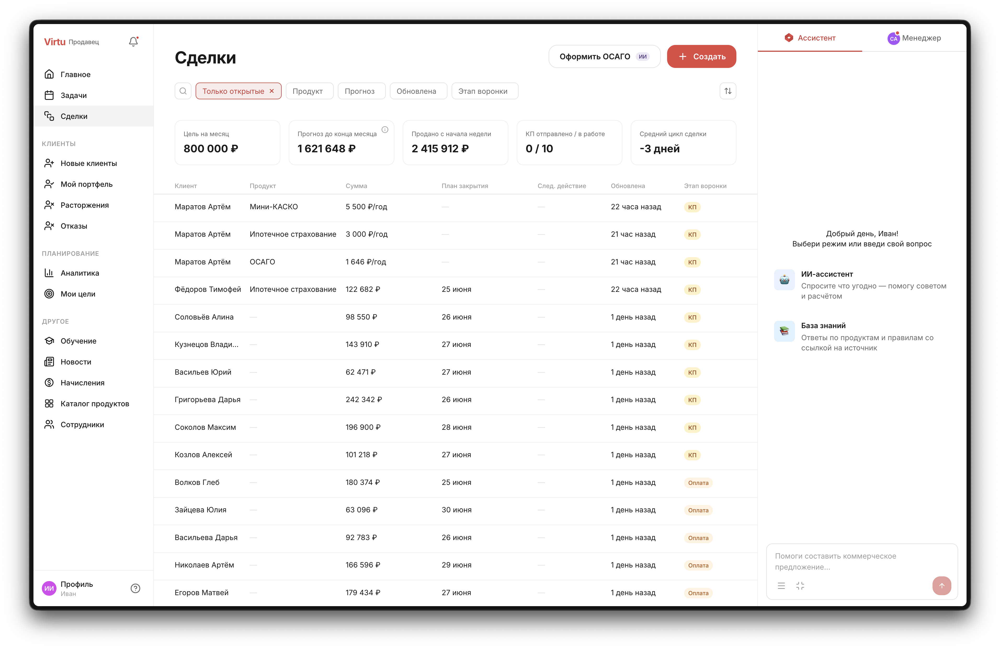 Virtu Продавец
Главное
Задачи
Сделки
КЛИЕНТЫ
Новые клиенты
Мой портфель
Расторжения
Отказы
ПЛАНИРОВАНИЕ
Аналитика
Мои цели
ДРУГОЕ
Обучение
Новости
Начисления
Каталог продуктов
Сотрудники
ИИ
Профиль
Иван
Сделки
Оформить ОСАГО ИИ
Создать
Только открытые Продукт Прогноз Обновлена Этап воронки
Цель на месяц
800 000 ₽
Прогноз до конца месяца
1 621 648 ₽
Продано с начала недели
2 415 912 ₽
КП отправлено / в работе
0 / 10
Средний цикл сделки
-3 дней
Клиент Продукт Сумма План закрытия След. действие Обновлена Этап воронки
Маратов Артём Мини-КАСКО 5 500 ₽/год — — 22 часа назад КП
Маратов Артём Ипотечное страхование 3 000 ₽/год — — 21 час назад КП
Маратов Артём ОСАГО 1 646 ₽/год — — 21 час назад КП
Фёдоров Тимофей Ипотечное страхование 122 682 ₽ 25 июня — 22 часа назад КП
Соловьёв Алина — 98 550 ₽ 26 июня — 1 день назад КП
Кузнецов Влади... — 143 910 ₽ 27 июня — 1 день назад КП
Васильев Юрий — 62 471 ₽ 27 июня — 1 день назад КП
Григорьева Дарья — 242 342 ₽ 26 июня — 1 день назад КП
Соколов Максим — 196 900 ₽ 28 июня — 1 день назад КП
Козлов Алексей — 101 218 ₽ 27 июня — 1 день назад КП
Волков Глеб — 180 374 ₽ 25 июня — 1 день назад Оплата
Зайцева Юлия — 63 096 ₽ 30 июня — 1 день назад Оплата
Васильева Дарья — 92 783 ₽ 26 июня — 1 день назад Оплата
Николаев Артём — 166 596 ₽ 29 июня — 1 день назад Оплата
Егоров Матвей — 179 434 ₽ 27 июня — 1 день назад Оплата
Ассистент
СА Менеджер
Добрый день, Иван!
Выбери режим или введи свой вопрос
ИИ-ассистент
Спросите что угодно — помогу советом
и расчётом
База знаний
Ответы по продуктам и правилам со
ссылкой на источник
Помоги составить коммерческое
предложение...